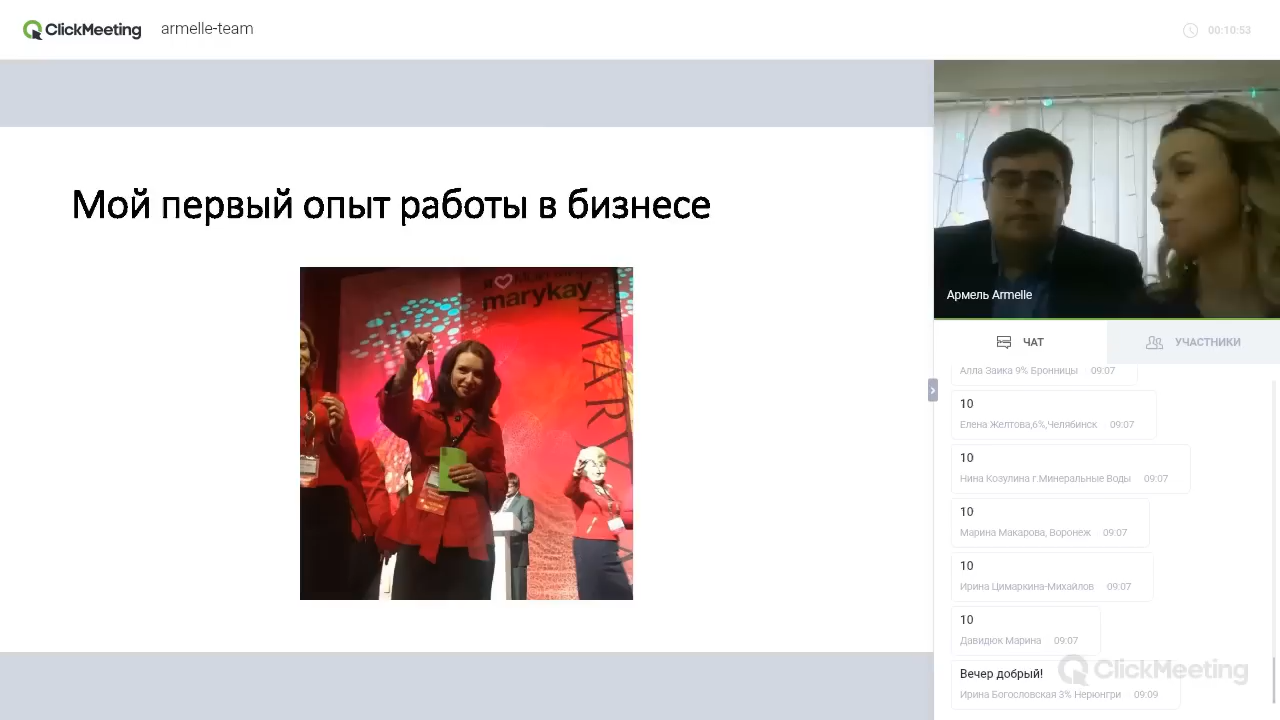 ClickMeeting
armelle-team
00:10:53
Мой первый опыт работы в бизнесе
marykay
MARY
Армель Armelle
ЧАТ
УЧАСТНИКИ
Алла Заика 9% Бронницы 09:07
10
Елена Желтова,6%,Челябинск 09:07
10
Нина Козулина г.Минеральные Воды 09:07
10
Марина Макарова, Воронеж 09:07
10
Ирина Цимаркина-Михайлов 09:07
10
Давидюк Марина 09:07
Вечер добрый!
Ирина Богословская 3% Нерюнгри 09:09
ClickMeeting